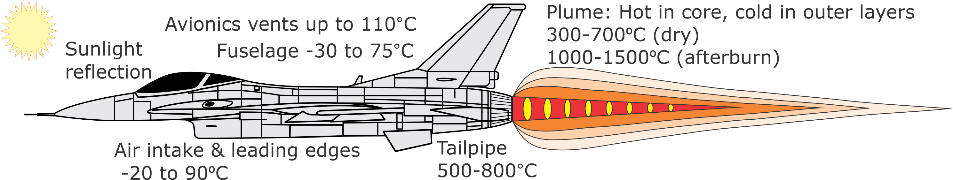 Sunlight
reflection
Avionics vents up to 110°C
Fuselage -30 to 75°C
Plume: Hot in core, cold in outer layers
300-700°C (dry)
1000-1500°C (afterburn)
Air intake & leading edges
-20 to 90°C
Tailpipe
500-800°C